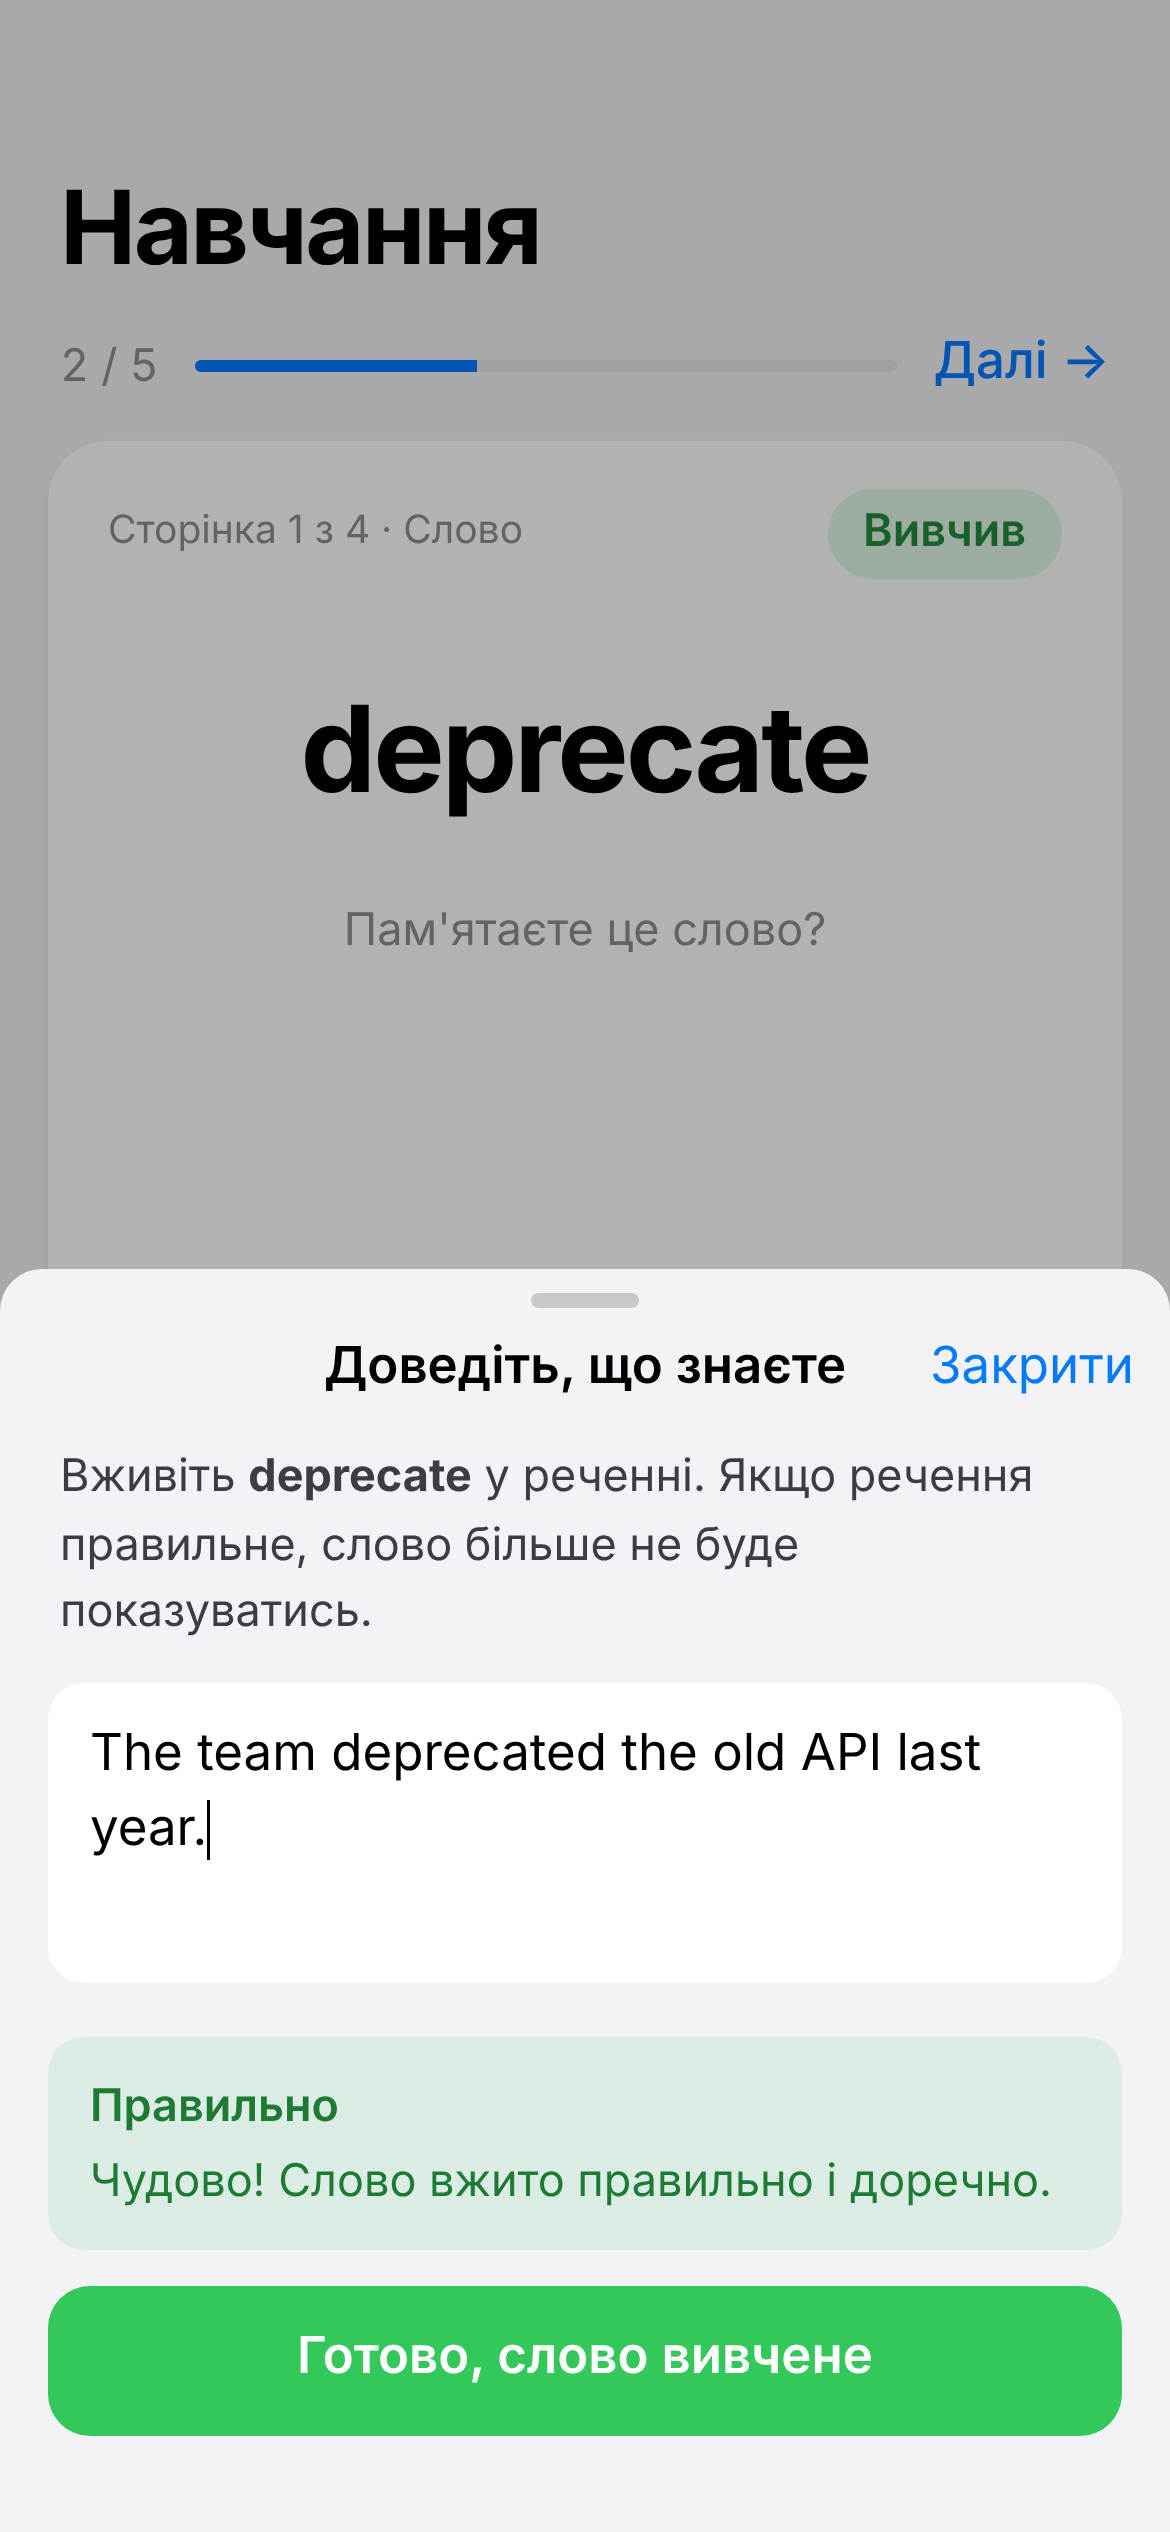 Навчання
2 / 5
Далі →
Сторінка 1 з 4 · Слово
Вивчив
deprecate
Пам'ятаєте це слово?
Доведіть, що знаєте
Закрити
Вживіть deprecate у реченні. Якщо речення
правильне, слово більше не буде
показуватись.
The team deprecated the old API last
year.
Правильно
Чудово! Слово вжито правильно і доречно.
Готово, слово вивчене